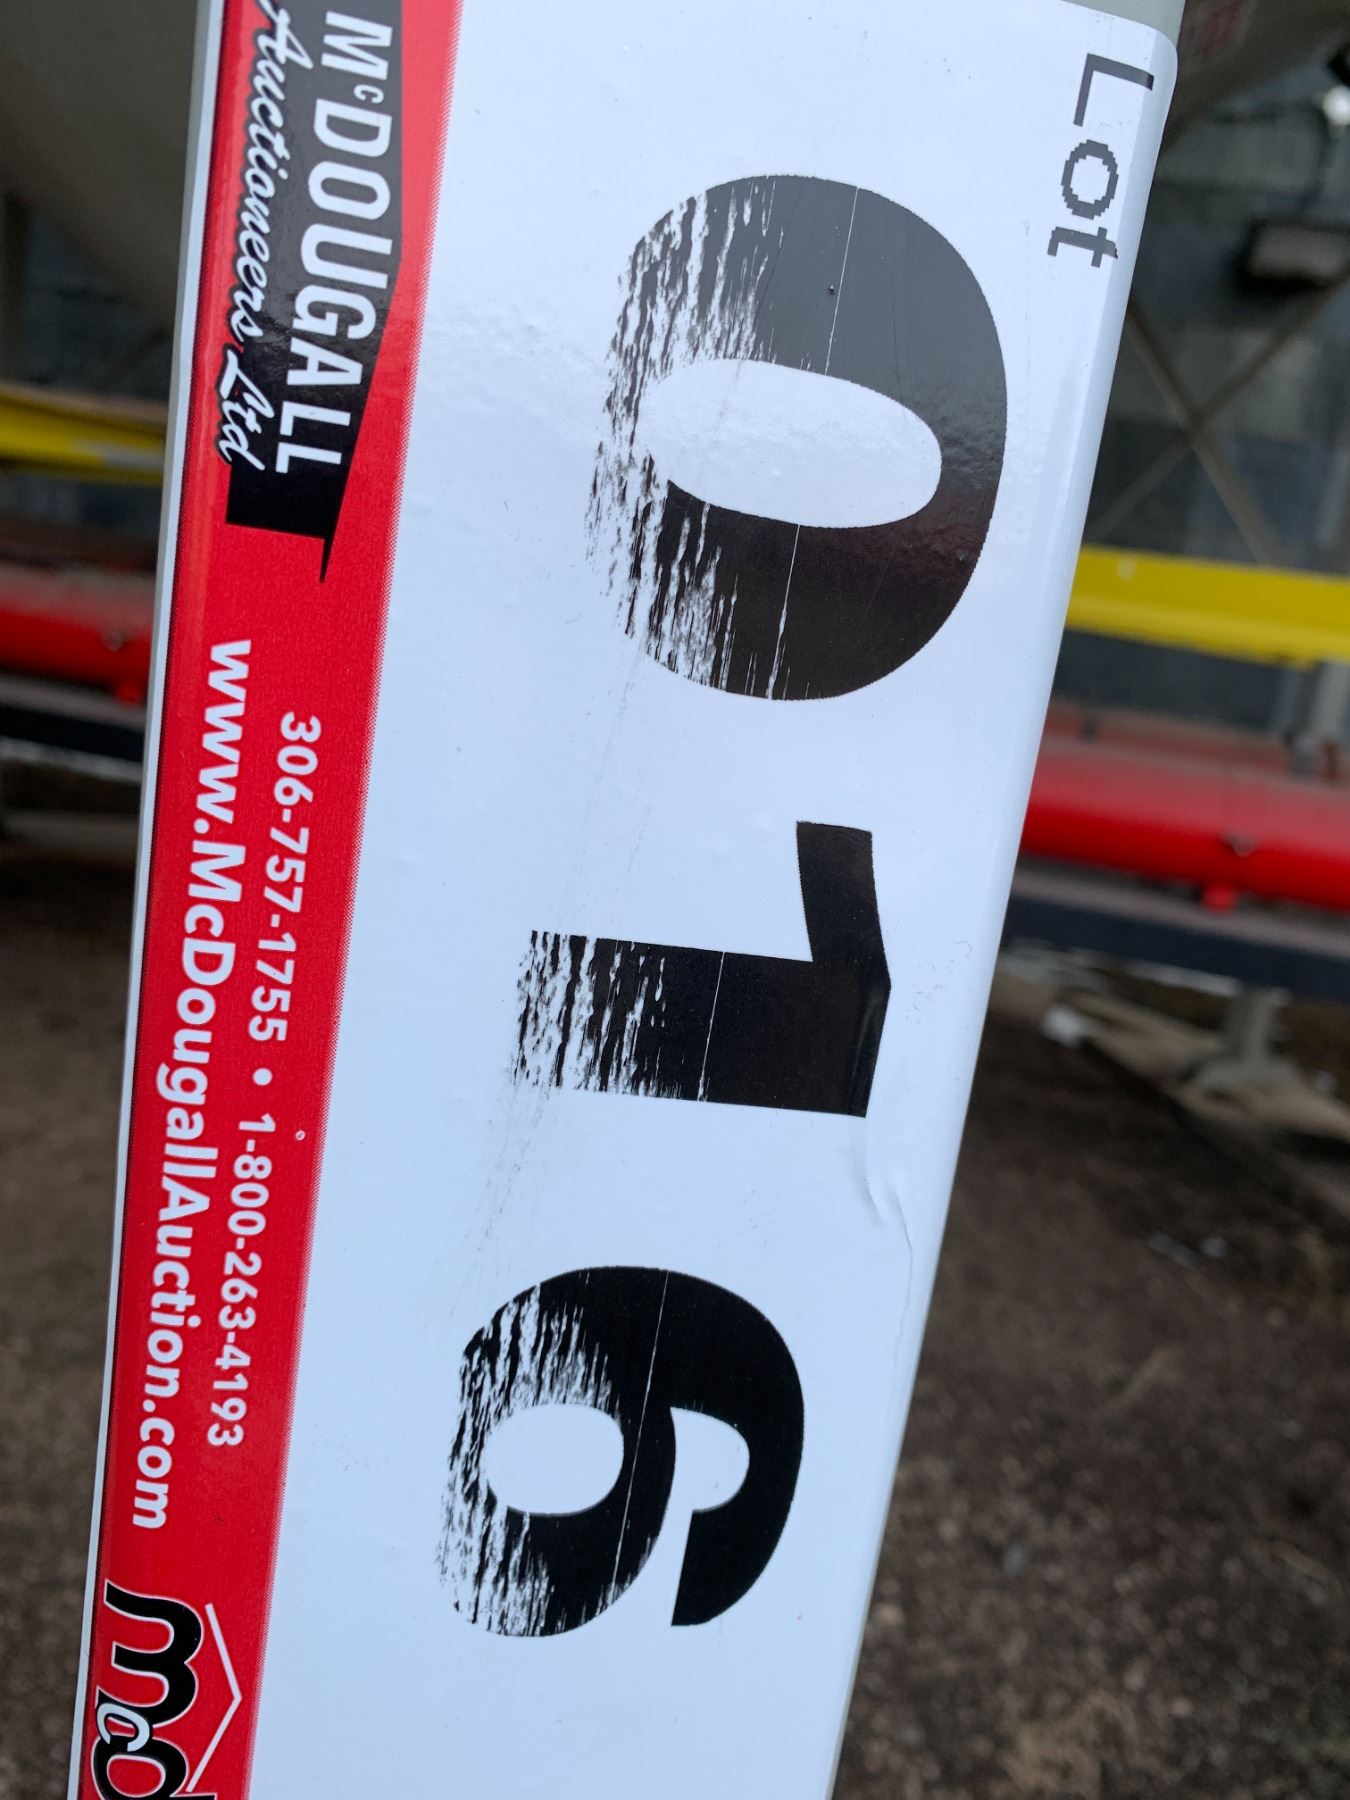 Lot
016
McDOUGALL
Auctioneers Ltd
306-757-1755 • 1-800-263-4193
www.McDougallAuction.com